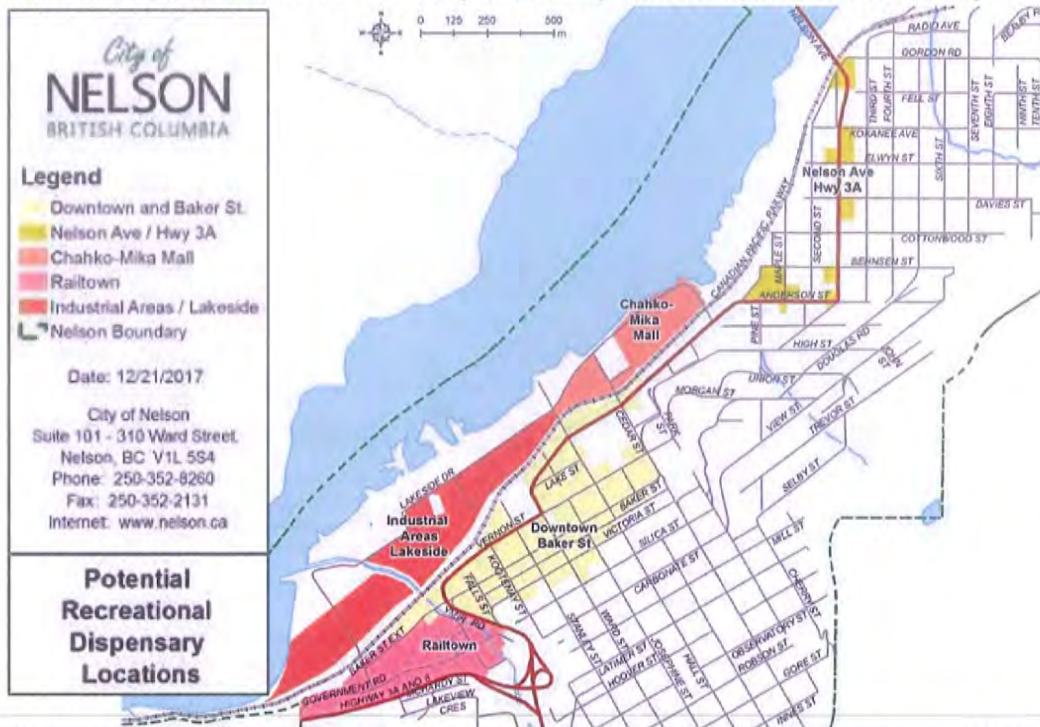 City of
NELSON
BRITISH COLUMBIA
Legend
Downtown and Baker St.
Nelson Ave / Hwy 3A
Chahko-Mika Mall
Railtown
Industrial Areas / Lakeside
Nelson Boundary
Date: 12/21/2017
City of Nelson
Suite 101 - 310 Ward Street,
Nelson, BC V1L 5S4
Phone: 250-352-8260
Fax: 250-352-2131
Internet: www.nelson.ca
Potential
Recreational
Dispensary
Locations
0 125 250 500
m
NELSON AVE
RADIO AVE
BEALBY RD
GORDON RD
THIRD ST
FOURTH ST
FELL ST
SEVENTH ST
EIGHTH ST
NINTH ST
TENTH ST
KOKANEE AVE
ELWYN ST
SIXTH ST
Nelson Ave
Hwy 3A
DAVIES ST
CANADIAN PACIFIC RAILWAY
MAPLE ST
SECOND ST
COTTONWOOD ST
BEHNSEN ST
ANDERSON ST
Chahko-
Mika
Mall
PINE ST
HIGH ST
DOUGLAS RD
JOHN ST
UNION ST
MORGAN ST
VIEW ST
TREVOR ST
CEDAR ST
PARK ST
SELBY ST
LAKESIDE DR
LAKE ST
BAKER ST
VICTORIA ST
Industrial
Areas
Lakeside
VERNON ST
Downtown
Baker St
SILICA ST
MILL ST
CARBONATE ST
KOOTENAY ST
FALLS ST
CHERRY ST
STANLEY ST
WARD ST
JOSEPHINE ST
HALL ST
OBSERVATORY ST
ROBSON ST
GORE ST
LATIMER ST
HOOVER ST
INNES ST
BAKER ST EXT
Railtown
GOVERNMENT RD
HIGHWAY 3A AND 6
RICHARDY ST
LAKEVIEW
CRES